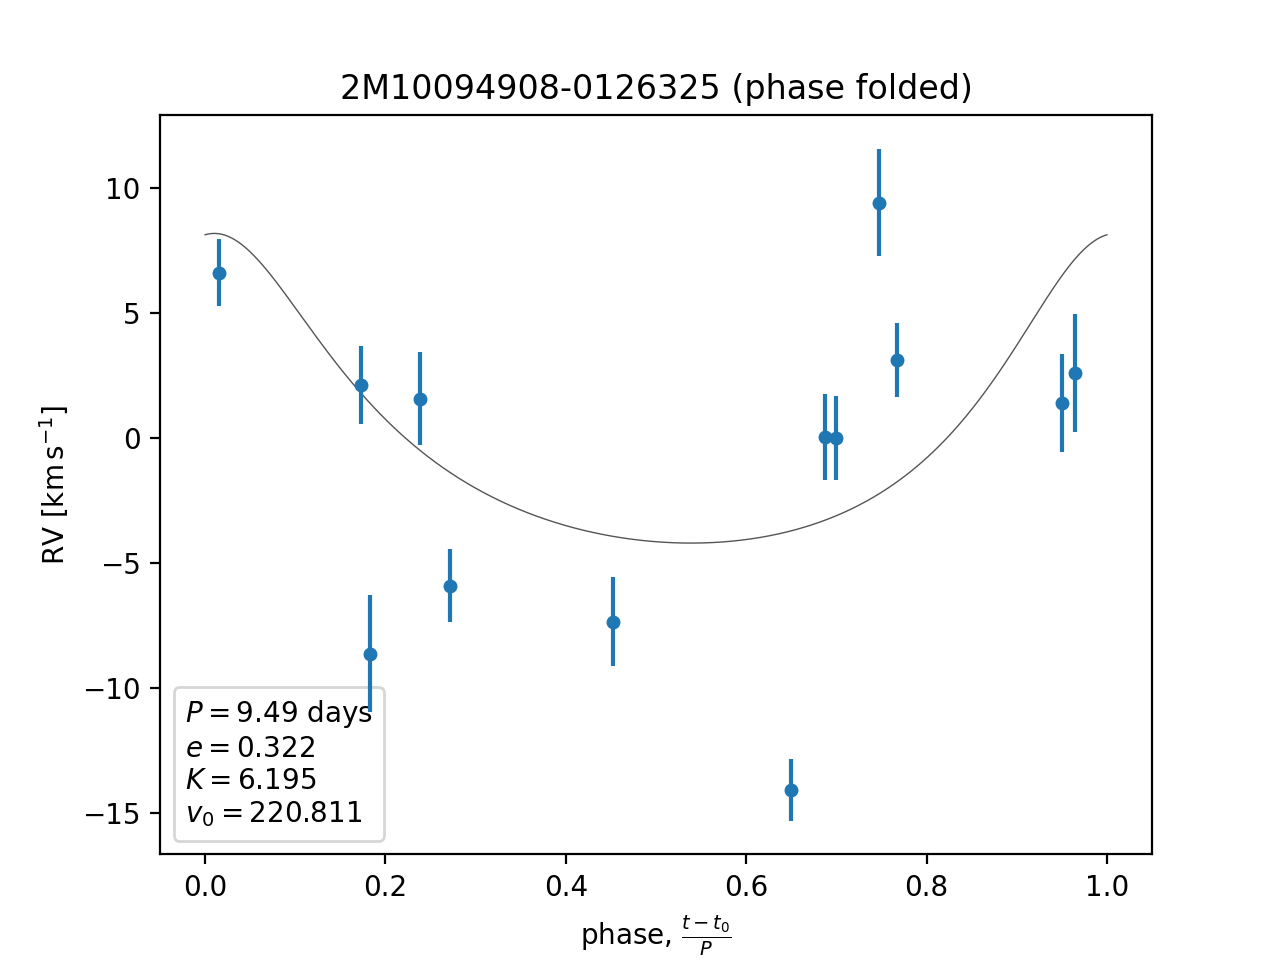 2M10094908-0126325 (phase folded)
RV [km s⁻¹]
10
5
0
−5
−10
−15
P = 9.49 days
e = 0.322
K = 6.195
v₀ = 220.811
0.0 0.2 0.4 0.6 0.8 1.0
phase, (t − t₀)/P